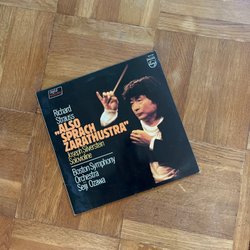 Richard
Strauss
"ALSO
SPRACH
ZARATHUSTRA"
Joseph Silverstein
Solovioline
Boston Symphony
Orchestra
Seiji Ozawa